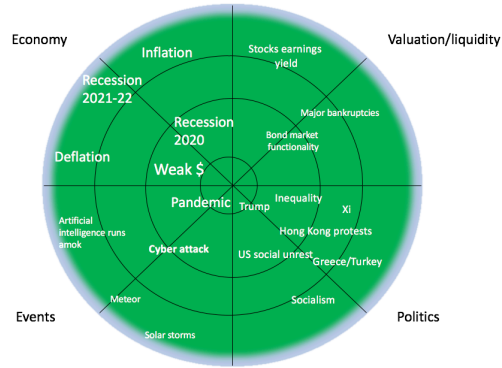 Economy
Valuation/liquidity
Inflation
Stocks earnings
yield
Recession
2021-22
Major bankruptcies
Recession
2020
Bond market
functionality
Deflation
Weak $
Pandemic
Trump
Inequality
Xi
Artificial
intelligence runs
amok
Hong Kong protests
Cyber attack
US social unrest
Greece/Turkey
Meteor
Socialism
Events
Politics
Solar storms